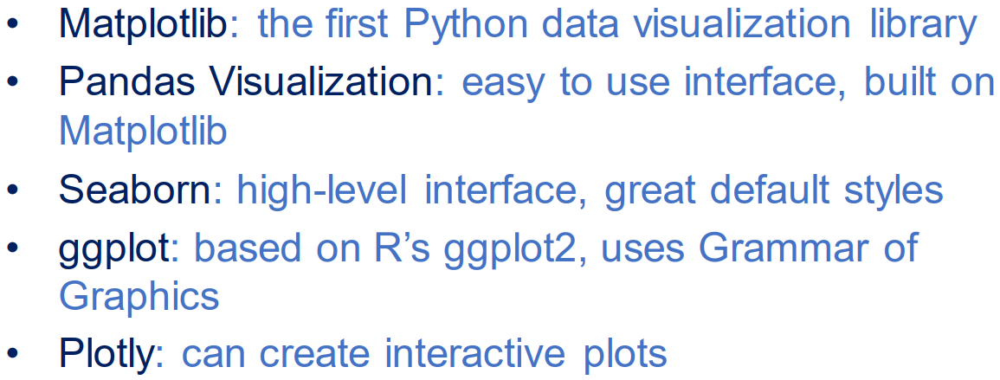 • Matplotlib: the first Python data visualization library
• Pandas Visualization: easy to use interface, built on
Matplotlib
• Seaborn: high-level interface, great default styles
• ggplot: based on R’s ggplot2, uses Grammar of
Graphics
• Plotly: can create interactive plots